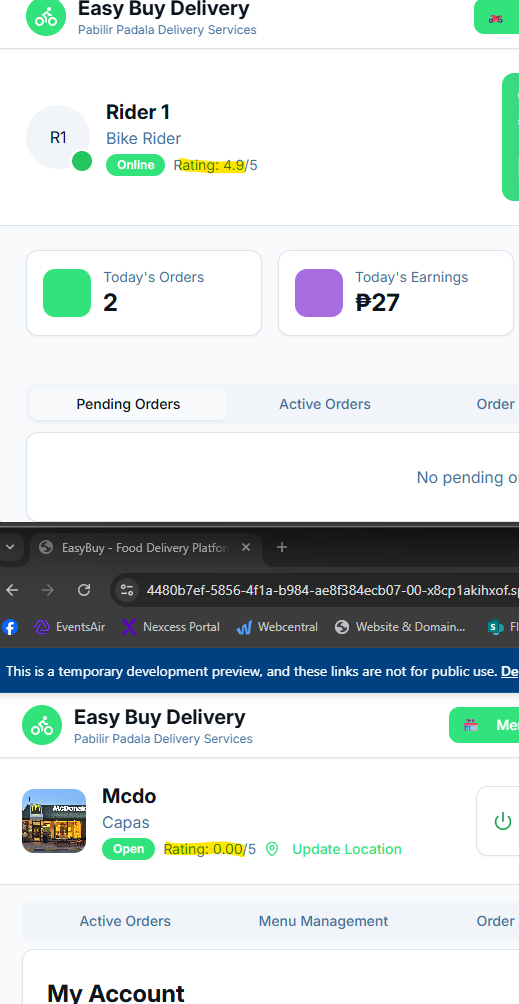 Easy Buy Delivery
Pabilir Padala Delivery Services
R1
Rider 1
Bike Rider
Online
Rating: 4.9/5
Today's Orders
2
Today's Earnings
₱27
Pending Orders
Active Orders
Order
No pending
EasyBuy - Food Delivery Platfor
4480b7ef-5856-4f1a-b984-ae8f384ecb07-00-x8cp1akihxof.s
EventsAir
Nexcess Portal
Webcentral
Website & Domain...
This is a temporary development preview, and these links are not for public use.
Easy Buy Delivery
Pabilir Padala Delivery Services
Mcdo
Capas
Open
Rating: 0.00/5
Update Location
Active Orders
Menu Management
Order
My Account